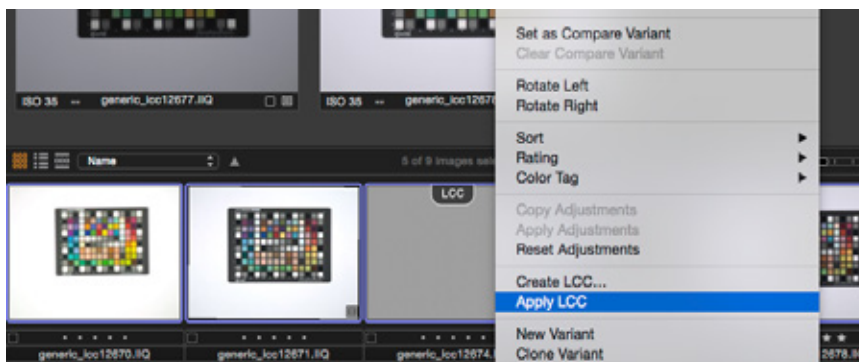 Set as Compare Variant
Clear Compare Variant
Rotate Left
Rotate Right
ISO 35 -- generic_lcc12677.IIQ
ISO 35 -- generic_lcc1267
Sort
Rating
Color Tag
Name
5 of 9 images sele
LCC
Copy Adjustments
Apply Adjustments
Reset Adjustments
Create LCC...
Apply LCC
New Variant
Clone Variant
generic_lcc12670.IIQ
generic_lcc12671.IIQ
generic_lcc12674.I